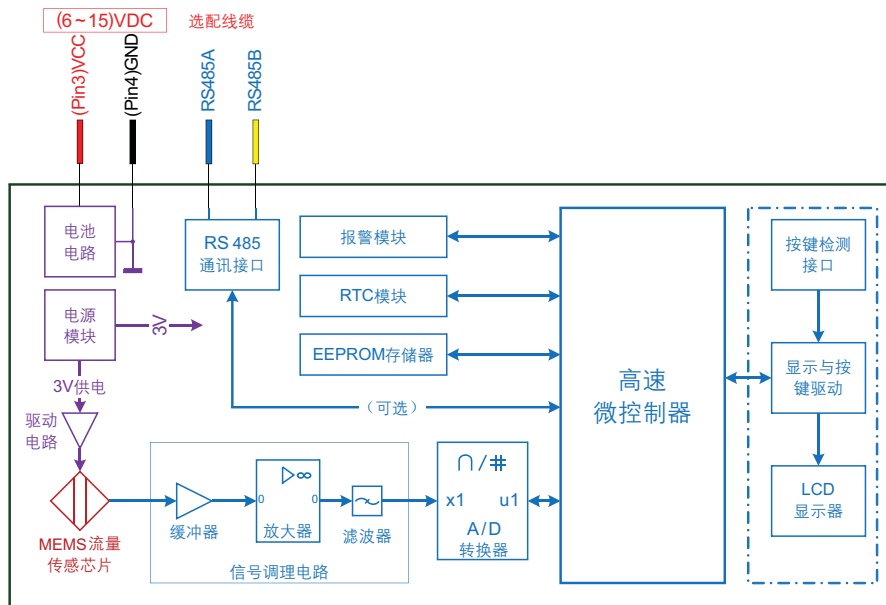 (6~15)VDC
选配线缆
(Pin3)VCC
(Pin4)GND
RS485A
RS485B
电池
电路
RS 485
通讯接口
报警模块
按键检测
接口
电源
模块
3V
RTC模块
EEPROM存储器
高速
微控制器
显示与按
键驱动
3V供电
(可选)
驱动
电路
∩/#
x1
u1
A/D
转换器
▷∞
0
0
放大器
缓冲器
滤波器
LCD
显示器
MEMS流量
传感芯片
信号调理电路